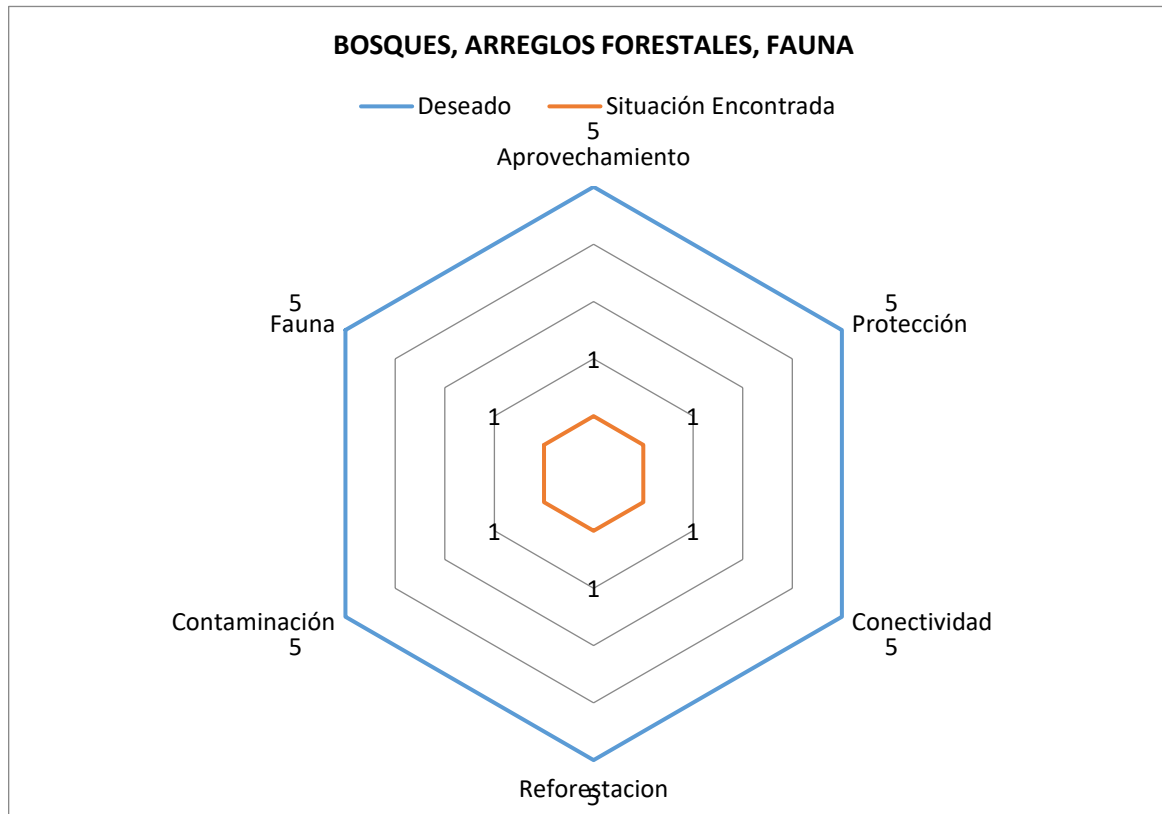 BOSQUES, ARREGLOS FORESTALES, FAUNA
Deseado Situación Encontrada
5
Aprovechamiento
5 5
Fauna Protección
1
1 1
1 1
1
Contaminación Conectividad
5 5
Reforestacion
5